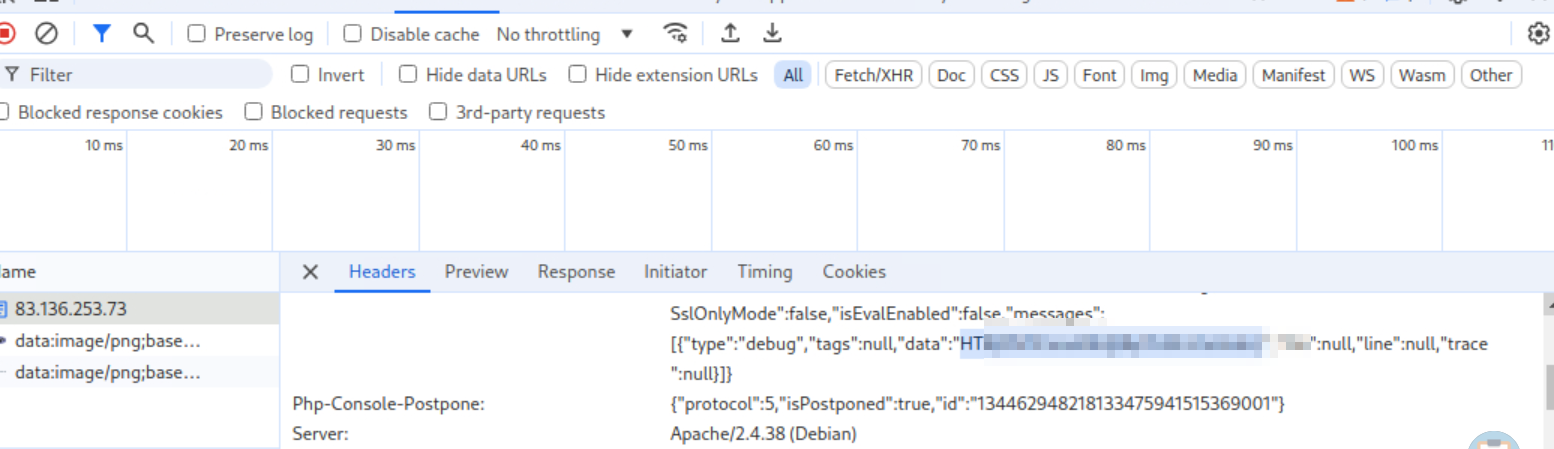 Preserve log Disable cache No throttling
Filter Invert Hide data URLs Hide extension URLs All Fetch/XHR Doc CSS JS Font Img Media Manifest WS Wasm Other
Blocked response cookies Blocked requests 3rd-party requests
10 ms 20 ms 30 ms 40 ms 50 ms 60 ms 70 ms 80 ms 90 ms 100 ms 11
ame Headers Preview Response Initiator Timing Cookies
83.136.253.73
SslOnlyMode":false,"isEvalEnabled":false,"messages":
data:image/png;base...
[{"type":"debug","tags":null,"data":"HT ":null,"line":null,"trace
data:image/png;base...
":null}]}
Php-Console-Postpone: {"protocol":5,"isPostponed":true,"id":"134462948218133475941515369001"}
Server: Apache/2.4.38 (Debian)